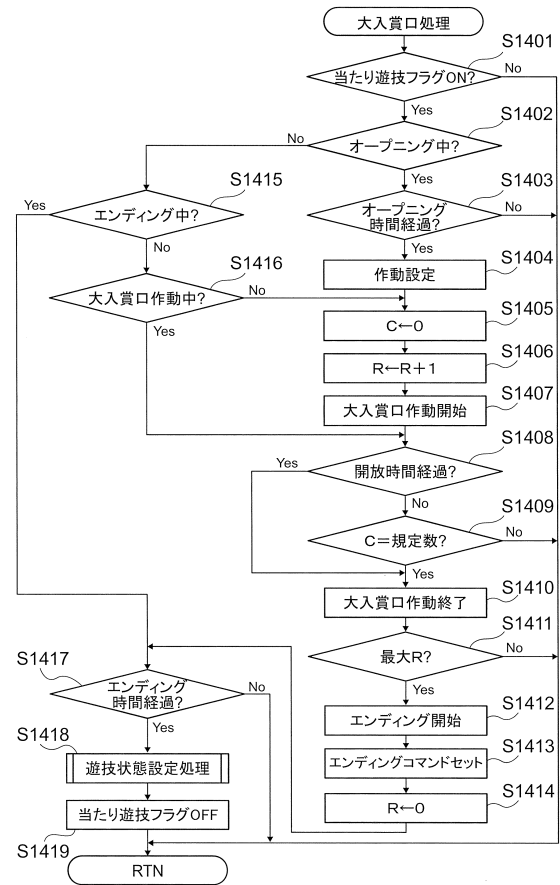 大入賞口処理
S1401
当たり遊技フラグON?
No
Yes
S1402
オープニング中?
No
Yes
S1403
オープニング
時間経過?
No
Yes
S1404
作動設定
S1415
エンディング中?
Yes
No
S1416
大入賞口作動中?
No
Yes
S1405
C←0
S1406
R←R+1
S1407
大入賞口作動開始
S1408
開放時間経過?
Yes
No
S1409
C=規定数?
No
Yes
S1410
大入賞口作動終了
S1411
最大R?
No
Yes
S1412
エンディング開始
S1413
エンディングコマンドセット
S1414
R←0
S1417
エンディング
時間経過?
No
Yes
S1418
遊技状態設定処理
当たり遊技フラグOFF
S1419
RTN